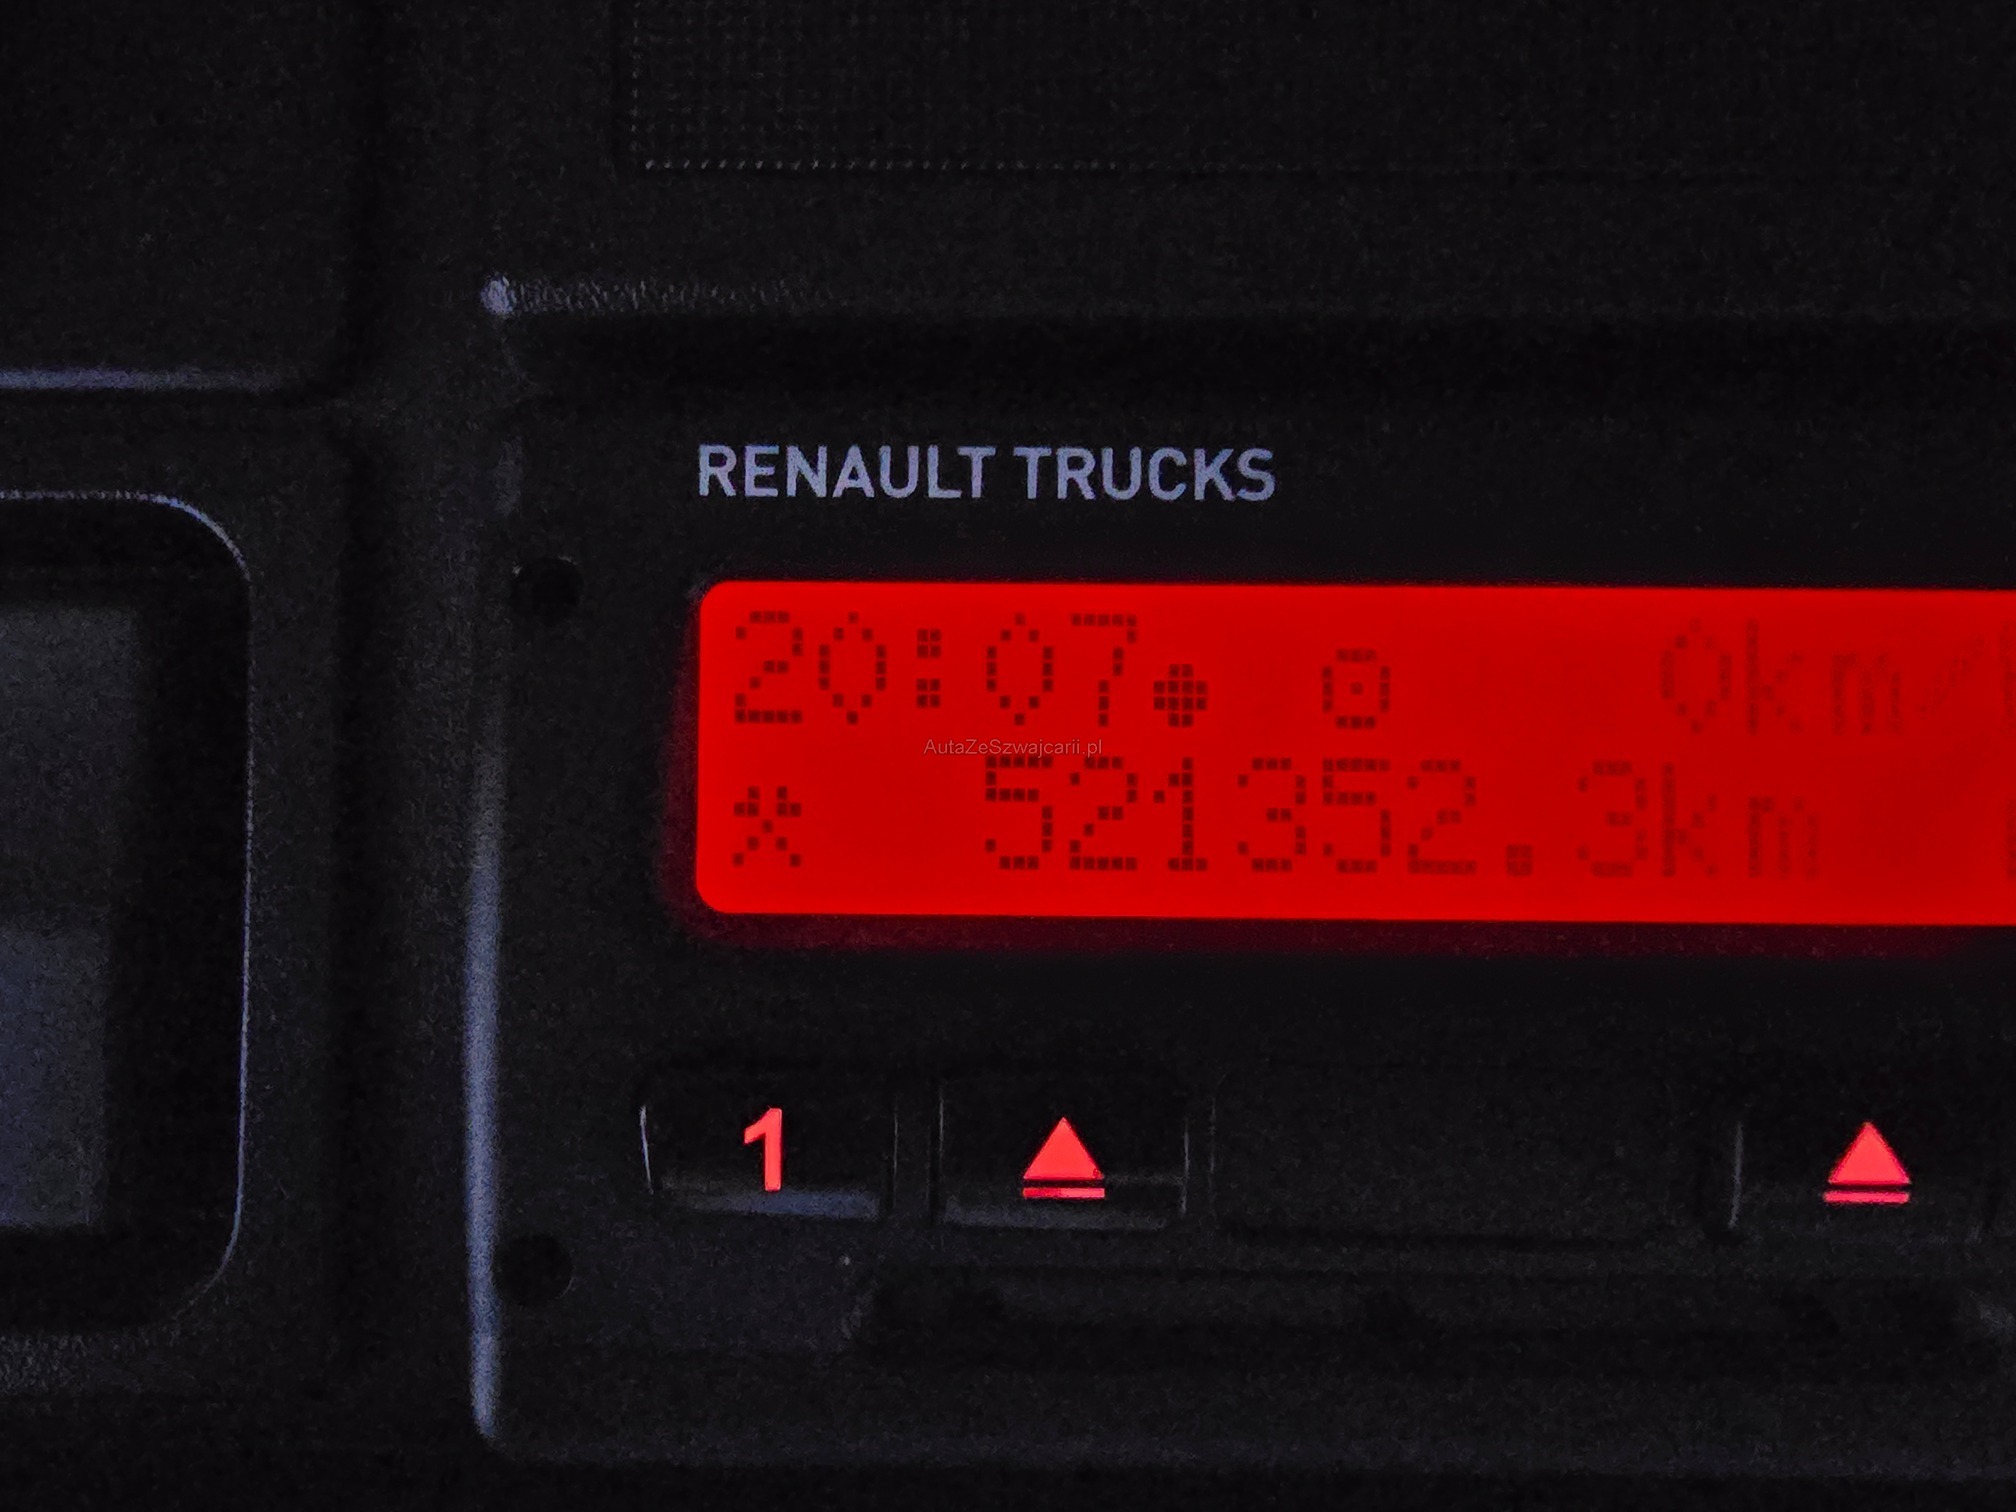 RENAULT TRUCKS
20:07 0km/
AutaZeSzwajcarii.pl
521352.3km
1